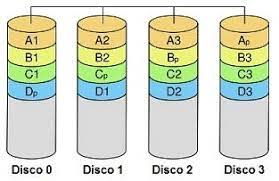 A1 A2 A3 Ap
B1 B2 Bp B3
C1 Cp C2 C3
Dp D1 D2 D3
Disco 0 Disco 1 Disco 2 Disco 3